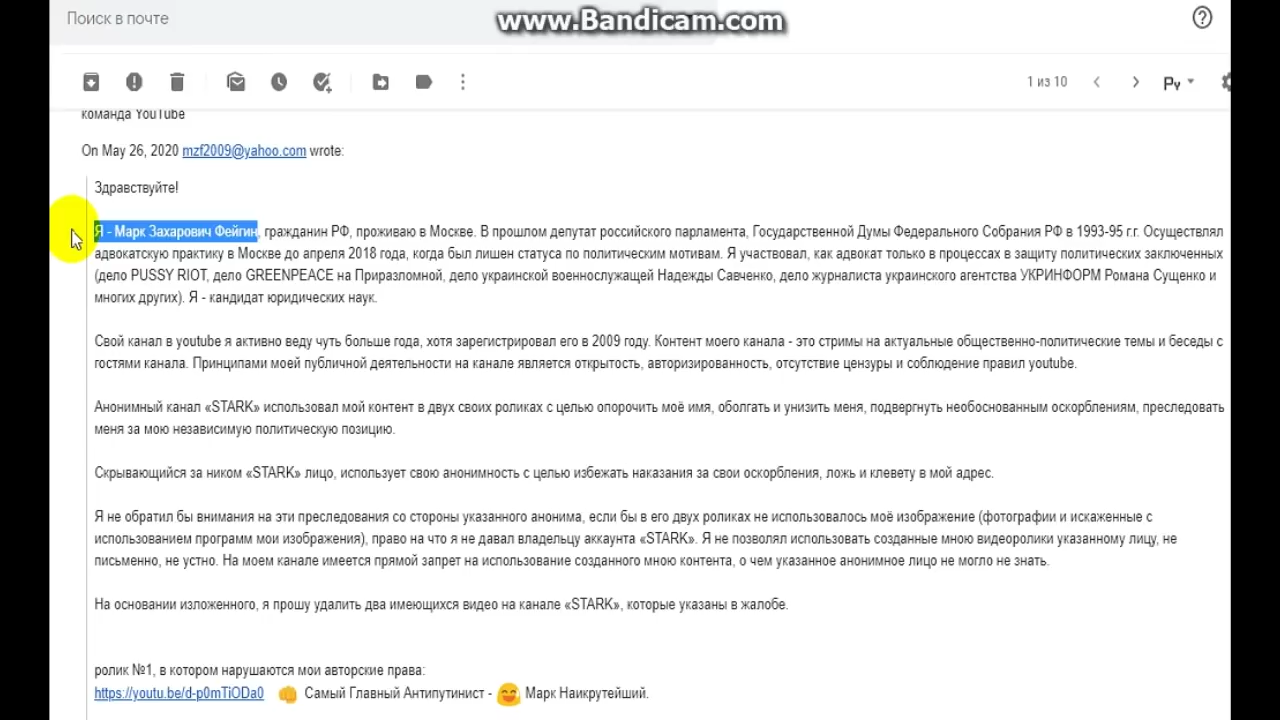 www.Bandicam.com
Поиск в почте
1 из 10
Ру
команда YouTube
On May 26, 2020 mzf2009@yahoo.com wrote:
Здравствуйте!
Я - Марк Захарович Фейгин, гражданин РФ, проживаю в Москве. В прошлом депутат российского парламента, Государственной Думы Федерального Собрания РФ в 1993-95 г.г. Осуществлял
адвокатскую практику в Москве до апреля 2018 года, когда был лишен статуса по политическим мотивам. Я участвовал, как адвокат только в процессах в защиту политических заключенных
(дело PUSSY RIOT, дело GREENPEACE на Приразломной, дело украинской военнослужащей Надежды Савченко, дело журналиста украинского агентства УКРИНФОРМ Романа Сущенко и
многих других). Я - кандидат юридических наук.
Свой канал в youtube я активно веду чуть больше года, хотя зарегистрировал его в 2009 году. Контент моего канала - это стримы на актуальные общественно-политические темы и беседы с
гостями канала. Принципами моей публичной деятельности на канале является открытость, авторизированность, отсутствие цензуры и соблюдение правил youtube.
Анонимный канал «STARK» использовал мой контент в двух своих роликах с целью опорочить моё имя, оболгать и унизить меня, подвергнуть необоснованным оскорблениям, преследовать
меня за мою независимую политическую позицию.
Скрывающийся за ником «STARK» лицо, использует свою анонимность с целью избежать наказания за свои оскорбления, ложь и клевету в мой адрес.
Я не обратил бы внимания на эти преследования со стороны указанного анонима, если бы в его двух роликах не использовалось моё изображение (фотографии и искаженные с
использованием программ мои изображения), право на что я не давал владельцу аккаунта «STARK». Я не позволял использовать созданные мною видеоролики указанному лицу, не
письменно, не устно. На моем канале имеется прямой запрет на использование созданного мною контента, о чем указанное анонимное лицо не могло не знать.
На основании изложенного, я прошу удалить два имеющихся видео на канале «STARK», которые указаны в жалобе.
ролик №1, в котором нарушаются мои авторские права:
https://youtu.be/d-p0mTiODa0 👊 Самый Главный Антипутинист - 😄 Марк Наикрутейший.